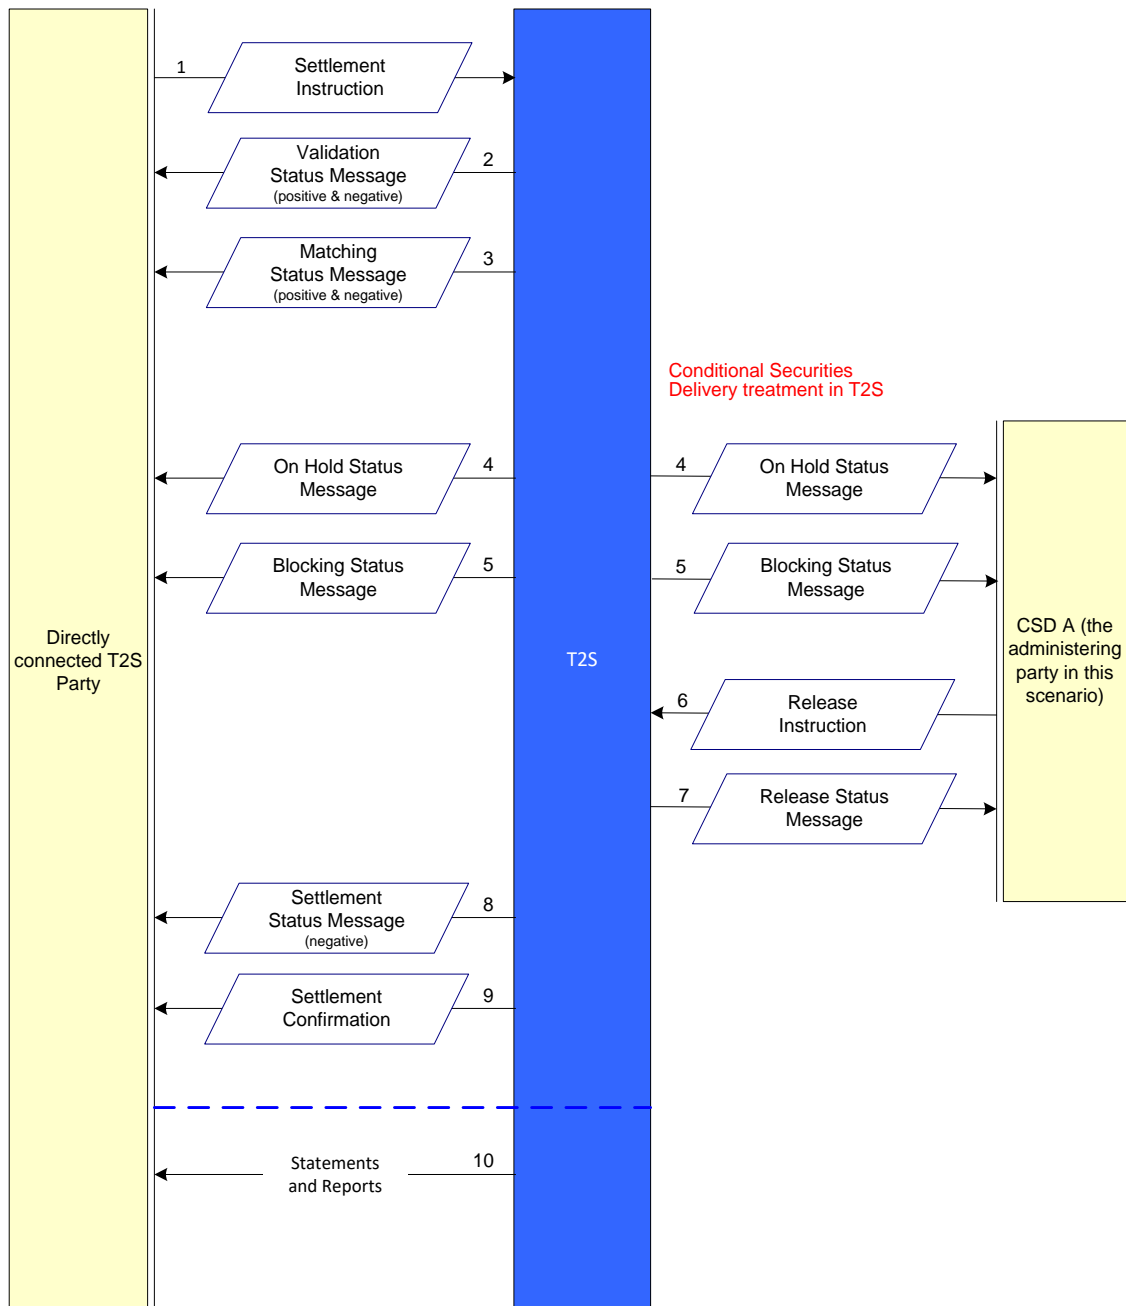 1
Settlement
Instruction
Validation
Status Message
(positive & negative)
2
Matching
Status Message
(positive & negative)
3
Conditional Securities
Delivery treatment in T2S
On Hold Status
Message
4
4
On Hold Status
Message
Blocking Status
Message
5
5
Blocking Status
Message
Directly
connected T2S
Party
T2S
CSD A (the
administering
party in this
scenario)
6
Release
Instruction
7
Release Status
Message
Settlement
Status Message
(negative)
8
Settlement
Confirmation
9
Statements
and Reports
10